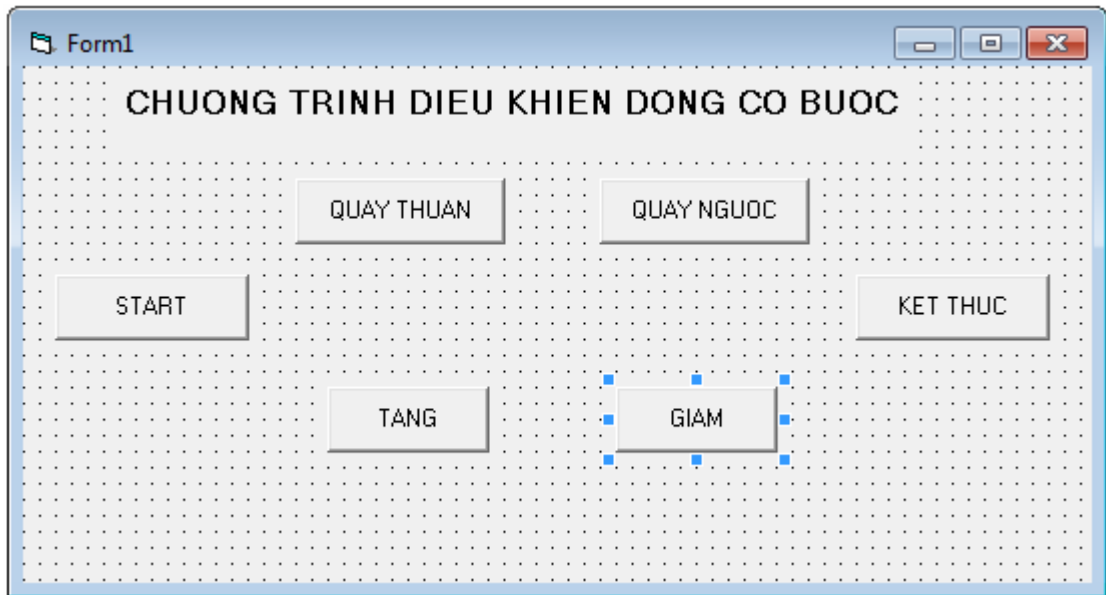 Form1
CHUONG TRINH DIEU KHIEN DONG CO BUOC
QUAY THUAN
QUAY NGUOC
START
KET THUC
TANG
GIAM